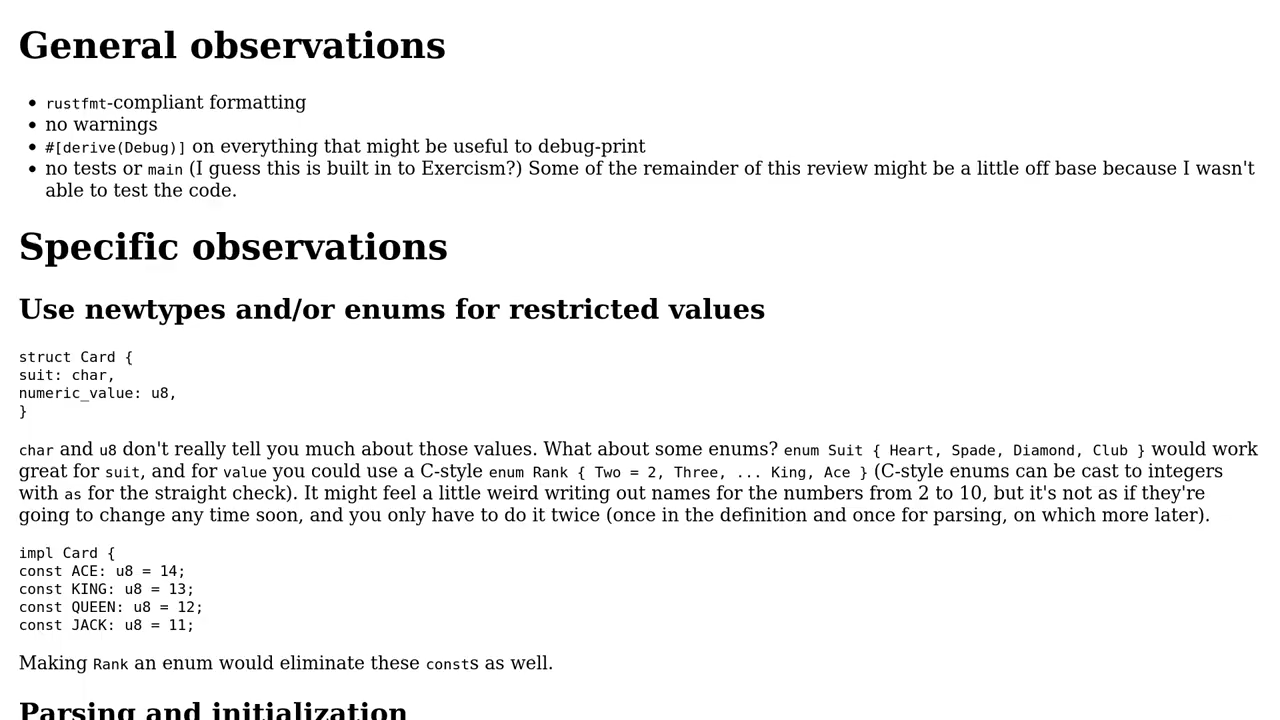 General observations
rustfmt-compliant formatting
no warnings
#[derive(Debug)] on everything that might be useful to debug-print
no tests or main (I guess this is built in to Exercism?) Some of the remainder of this review might be a little off base because I wasn't
able to test the code.
Specific observations
Use newtypes and/or enums for restricted values
struct Card {
suit: char,
numeric_value: u8,
}
char and u8 don't really tell you much about those values. What about some enums? enum Suit { Heart, Spade, Diamond, Club } would work
great for suit, and for value you could use a C-style enum Rank { Two = 2, Three, ... King, Ace } (C-style enums can be cast to integers
with as for the straight check). It might feel a little weird writing out names for the numbers from 2 to 10, but it's not as if they're
going to change any time soon, and you only have to do it twice (once in the definition and once for parsing, on which more later).
impl Card {
const ACE: u8 = 14;
const KING: u8 = 13;
const QUEEN: u8 = 12;
const JACK: u8 = 11;
Making Rank an enum would eliminate these consts as well.
Parsing and initialization